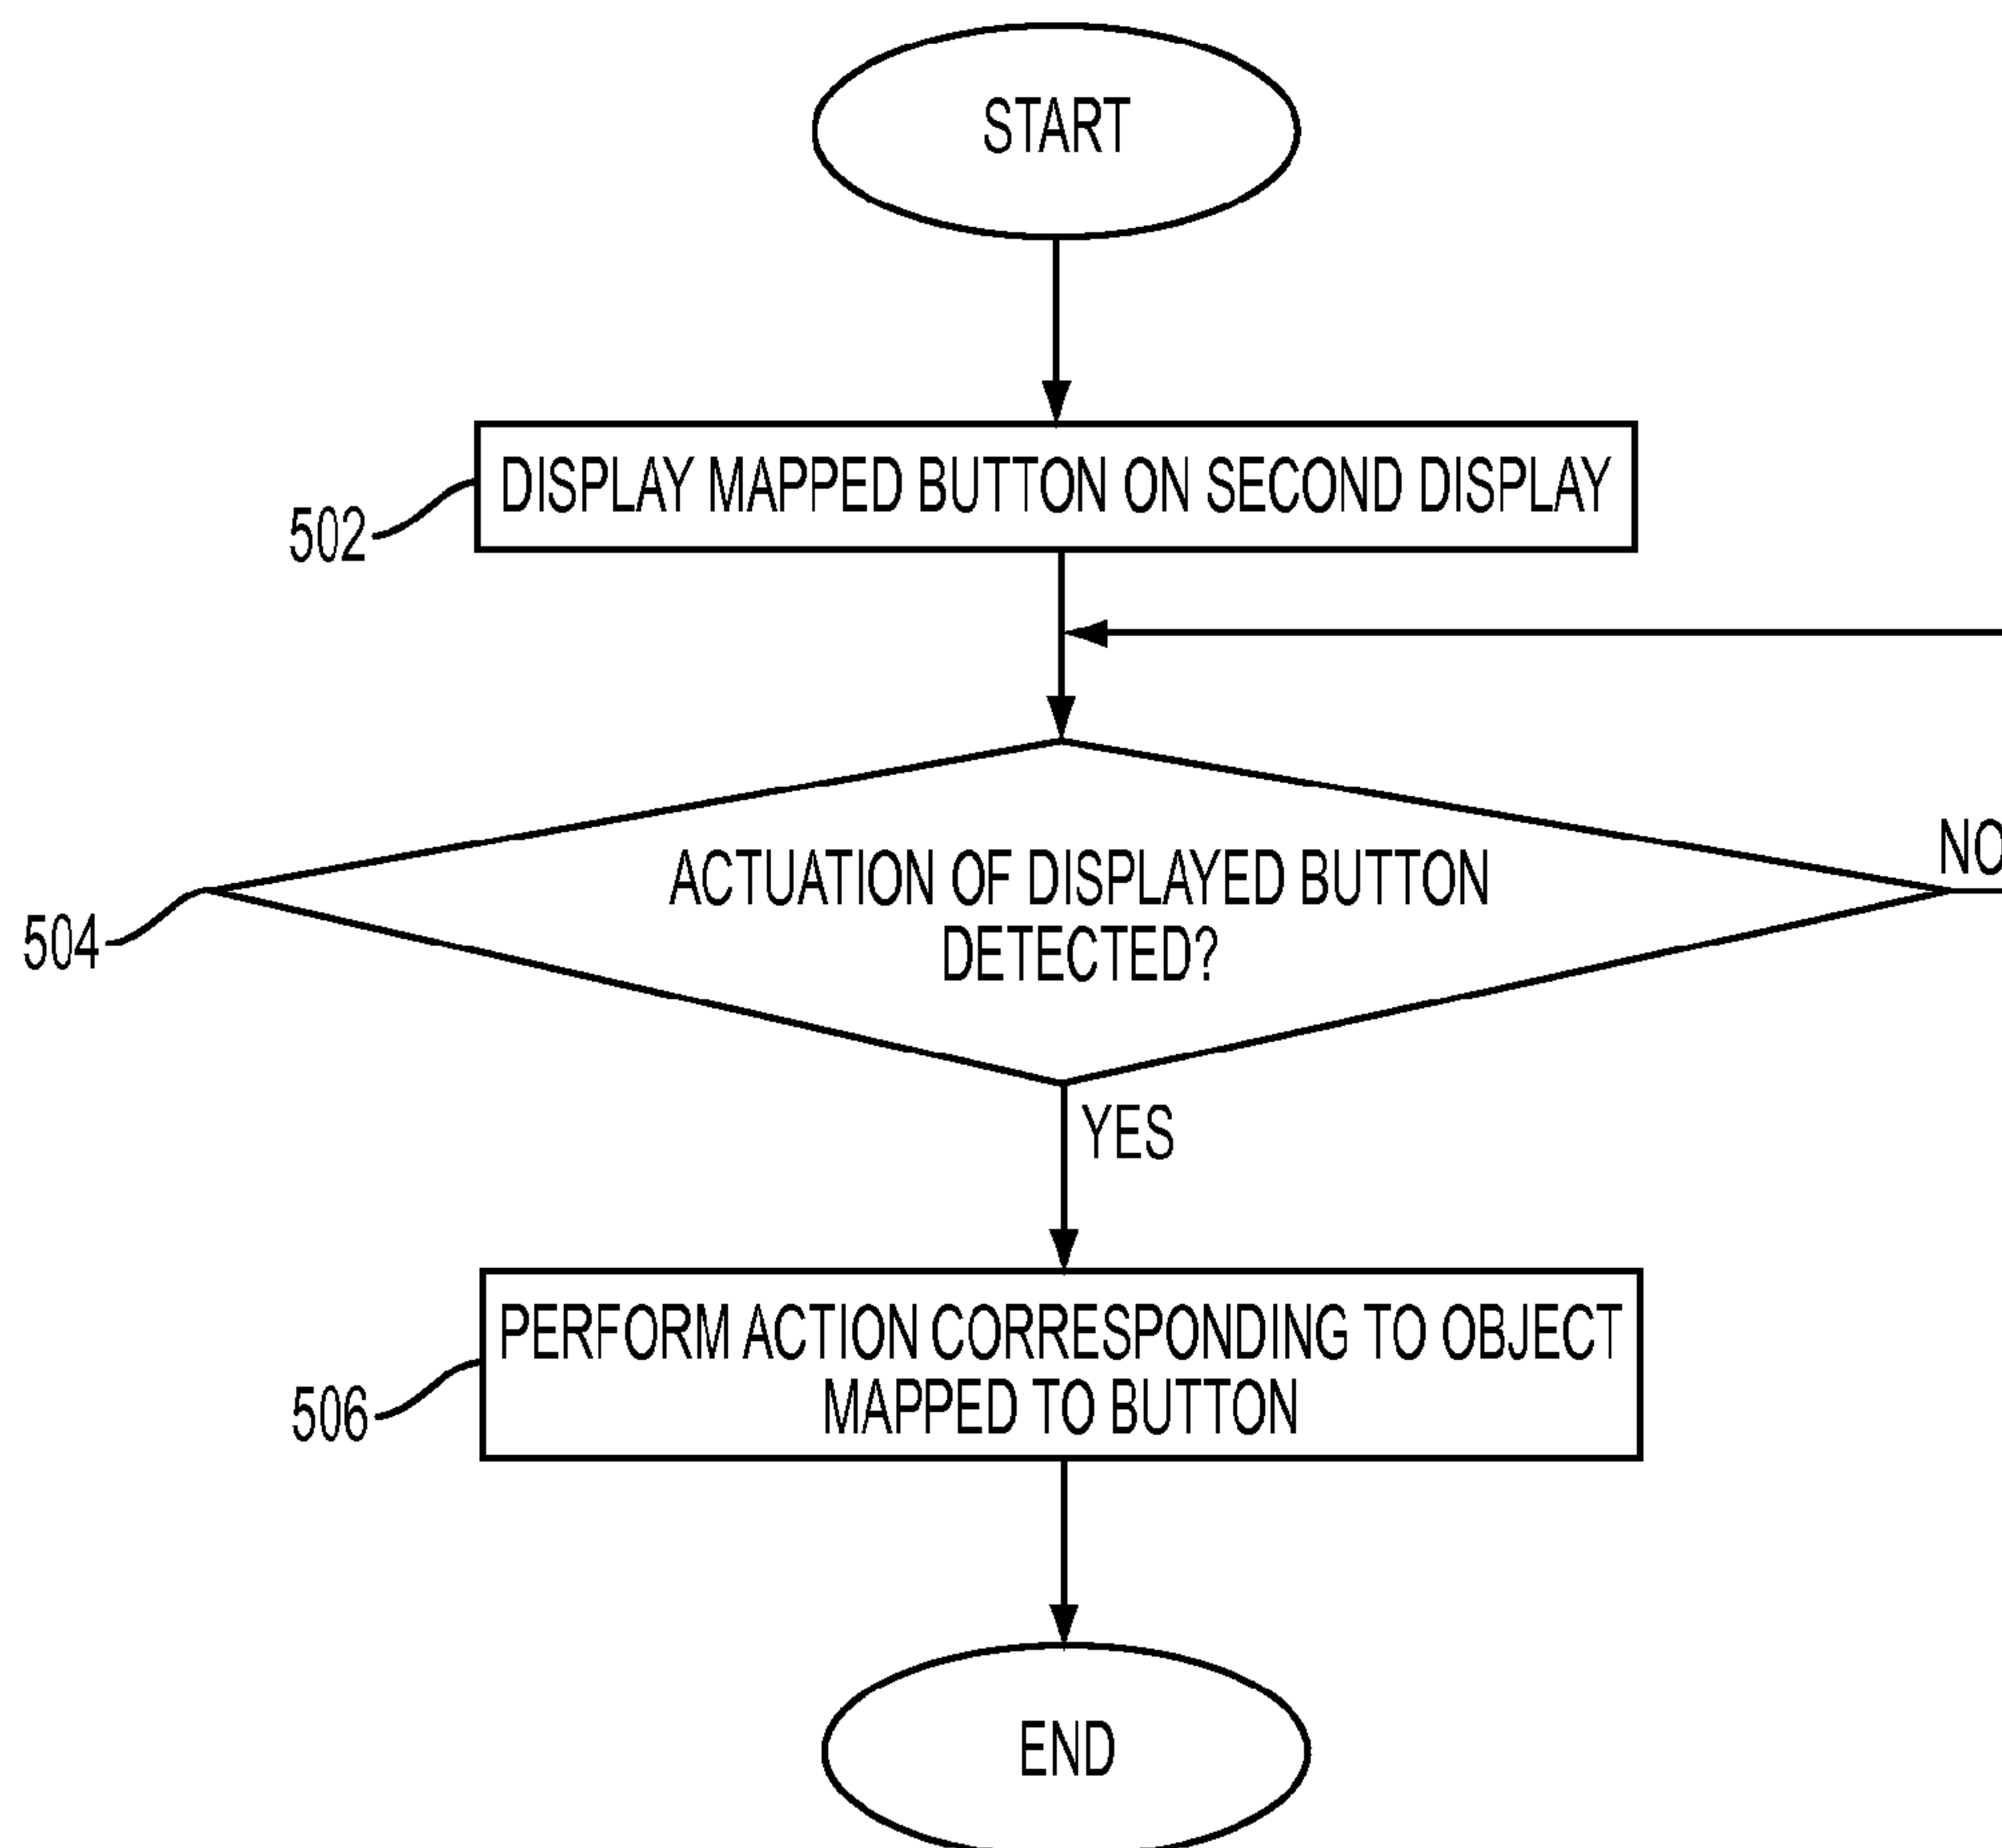 START
DISPLAY MAPPED BUTTON ON SECOND DISPLAY
502
NO
ACTUATION OF DISPLAYED BUTTON
DETECTED?
504
YES
PERFORM ACTION CORRESPONDING TO OBJECT
MAPPED TO BUTTON
506
END